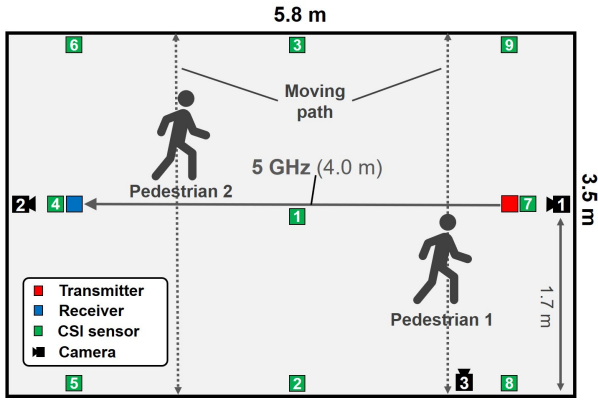 5.8 m
6
3
9
Moving
path
5 GHz (4.0 m)
Pedestrian 2
2
4
7
1
1
3.5 m
Pedestrian 1
1.7 m
Transmitter
Receiver
CSI sensor
Camera
5
2
3
8